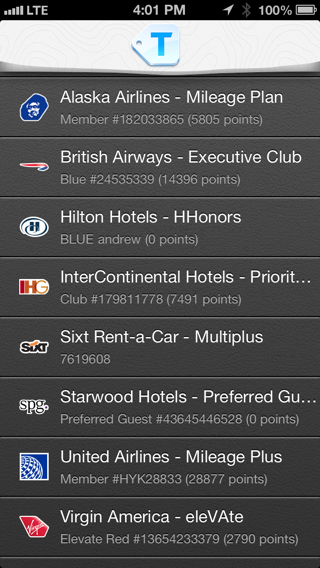 LTE 4:01 PM 100%
T
Alaska Airlines - Mileage Plan
Member #182033865 (5805 points)
British Airways - Executive Club
Blue #24535339 (14396 points)
Hilton Hotels - HHonors
BLUE andrew (0 points)
IHG
InterContinental Hotels - Priorit...
Club #179811778 (7491 points)
SIXT
Sixt Rent-a-Car - Multiplus
7619608
spg.
Starwood Hotels - Preferred Gu...
Preferred Guest #43645446528 (0 points)
United Airlines - Mileage Plus
Member #HYK28833 (28877 points)
Virgin
Virgin America - eleVAte
Elevate Red #13654233379 (2790 points)